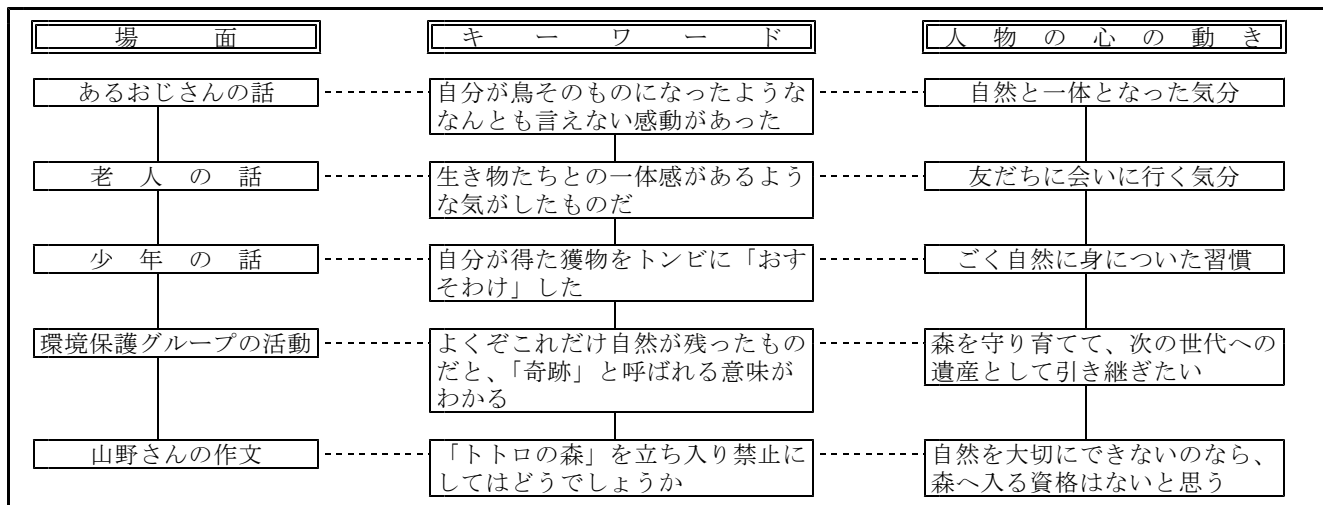 場面
キーワード
人物の心の動き
あるおじさんの話
自分が鳥そのものになったような
なんとも言えない感動があった
自然と一体となった気分
老人の話
生き物たちとの一体感があるよう
な気がしたものだ
友だちに会いに行く気分
少年の話
自分が得た獲物をトンビに「おす
そわけ」した
ごく自然に身についた習慣
環境保護グループの活動
よくぞこれだけ自然が残ったもの
だと、「奇跡」と呼ばれる意味が
わかる
森を守り育てて、次の世代への
遺産として引き継ぎたい
山野さんの作文
「トトロの森」を立ち入り禁止に
してはどうでしょうか
自然を大切にできないのなら、
森へ入る資格はないと思う